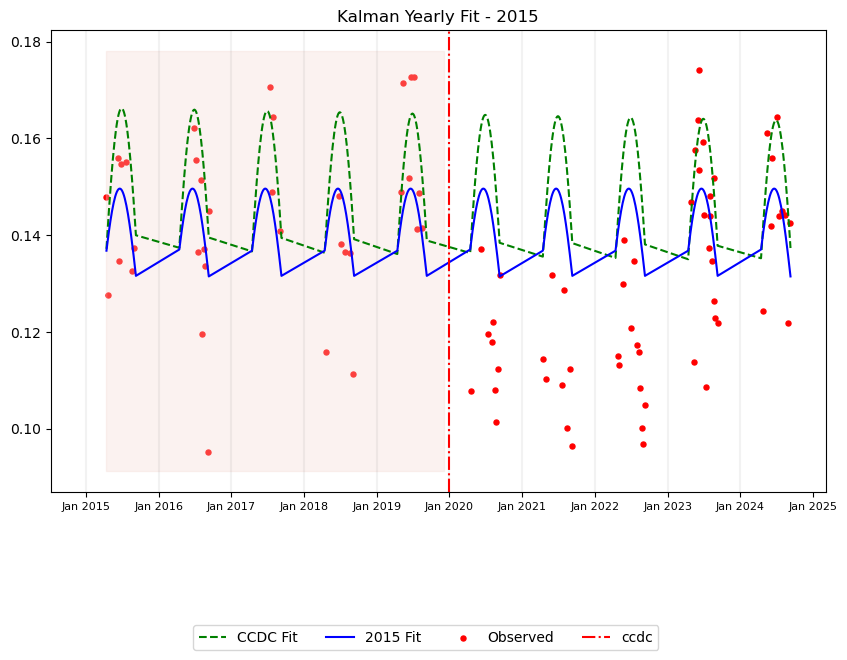 Kalman Yearly Fit - 2015
0.18
0.16
0.14
0.12
0.10
Jan 2015 Jan 2016 Jan 2017 Jan 2018 Jan 2019 Jan 2020 Jan 2021 Jan 2022 Jan 2023 Jan 2024 Jan 2025
CCDC Fit 2015 Fit Observed ccdc